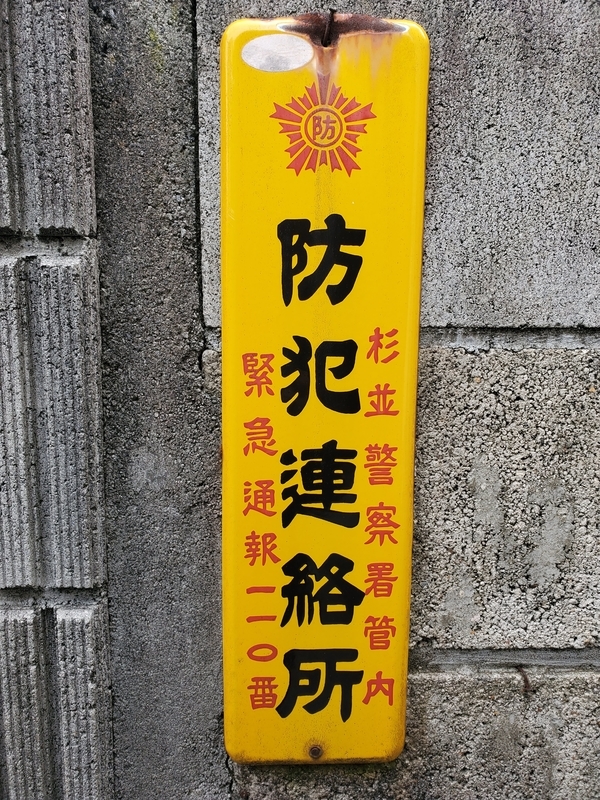 防
杉並警察署管内
防犯連絡所
緊急通報一一〇番